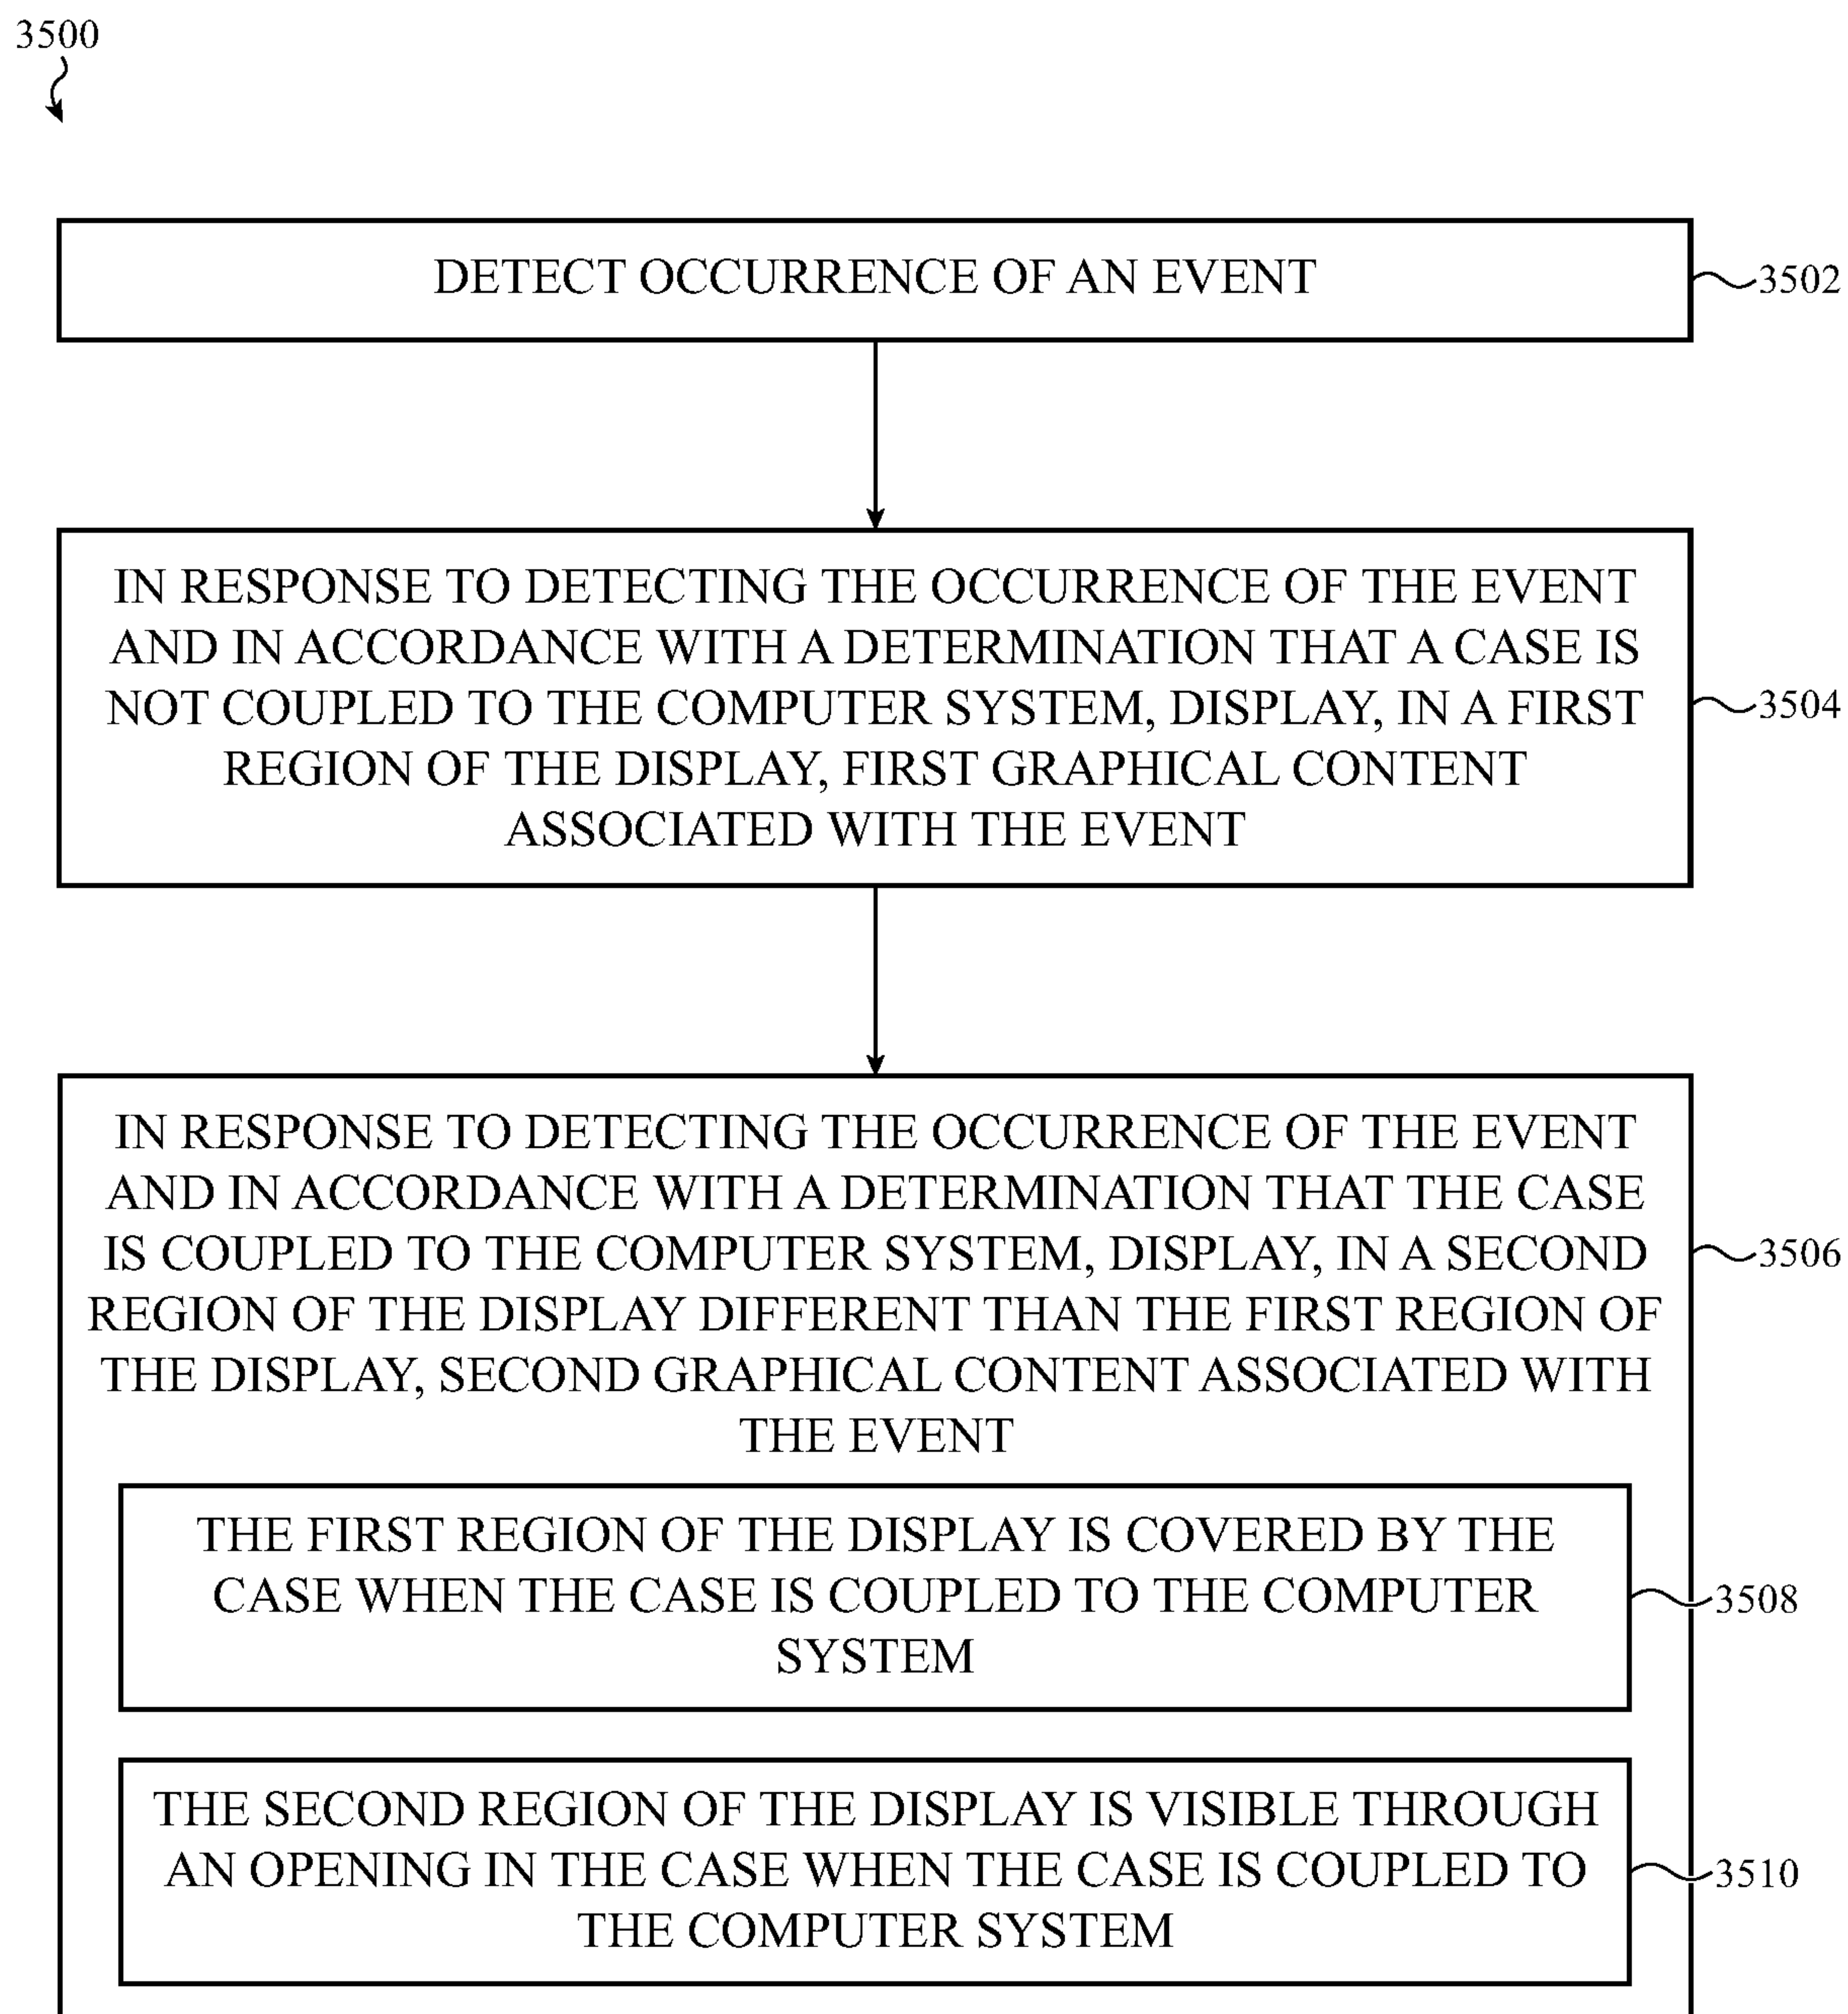 3500
DETECT OCCURRENCE OF AN EVENT
3502
IN RESPONSE TO DETECTING THE OCCURRENCE OF THE EVENT
AND IN ACCORDANCE WITH A DETERMINATION THAT A CASE IS
NOT COUPLED TO THE COMPUTER SYSTEM, DISPLAY, IN A FIRST
REGION OF THE DISPLAY, FIRST GRAPHICAL CONTENT
ASSOCIATED WITH THE EVENT
3504
IN RESPONSE TO DETECTING THE OCCURRENCE OF THE EVENT
AND IN ACCORDANCE WITH A DETERMINATION THAT THE CASE
IS COUPLED TO THE COMPUTER SYSTEM, DISPLAY, IN A SECOND
REGION OF THE DISPLAY DIFFERENT THAN THE FIRST REGION OF
THE DISPLAY, SECOND GRAPHICAL CONTENT ASSOCIATED WITH
THE EVENT
3506
THE FIRST REGION OF THE DISPLAY IS COVERED BY THE
CASE WHEN THE CASE IS COUPLED TO THE COMPUTER
SYSTEM
3508
THE SECOND REGION OF THE DISPLAY IS VISIBLE THROUGH
AN OPENING IN THE CASE WHEN THE CASE IS COUPLED TO
THE COMPUTER SYSTEM
3510